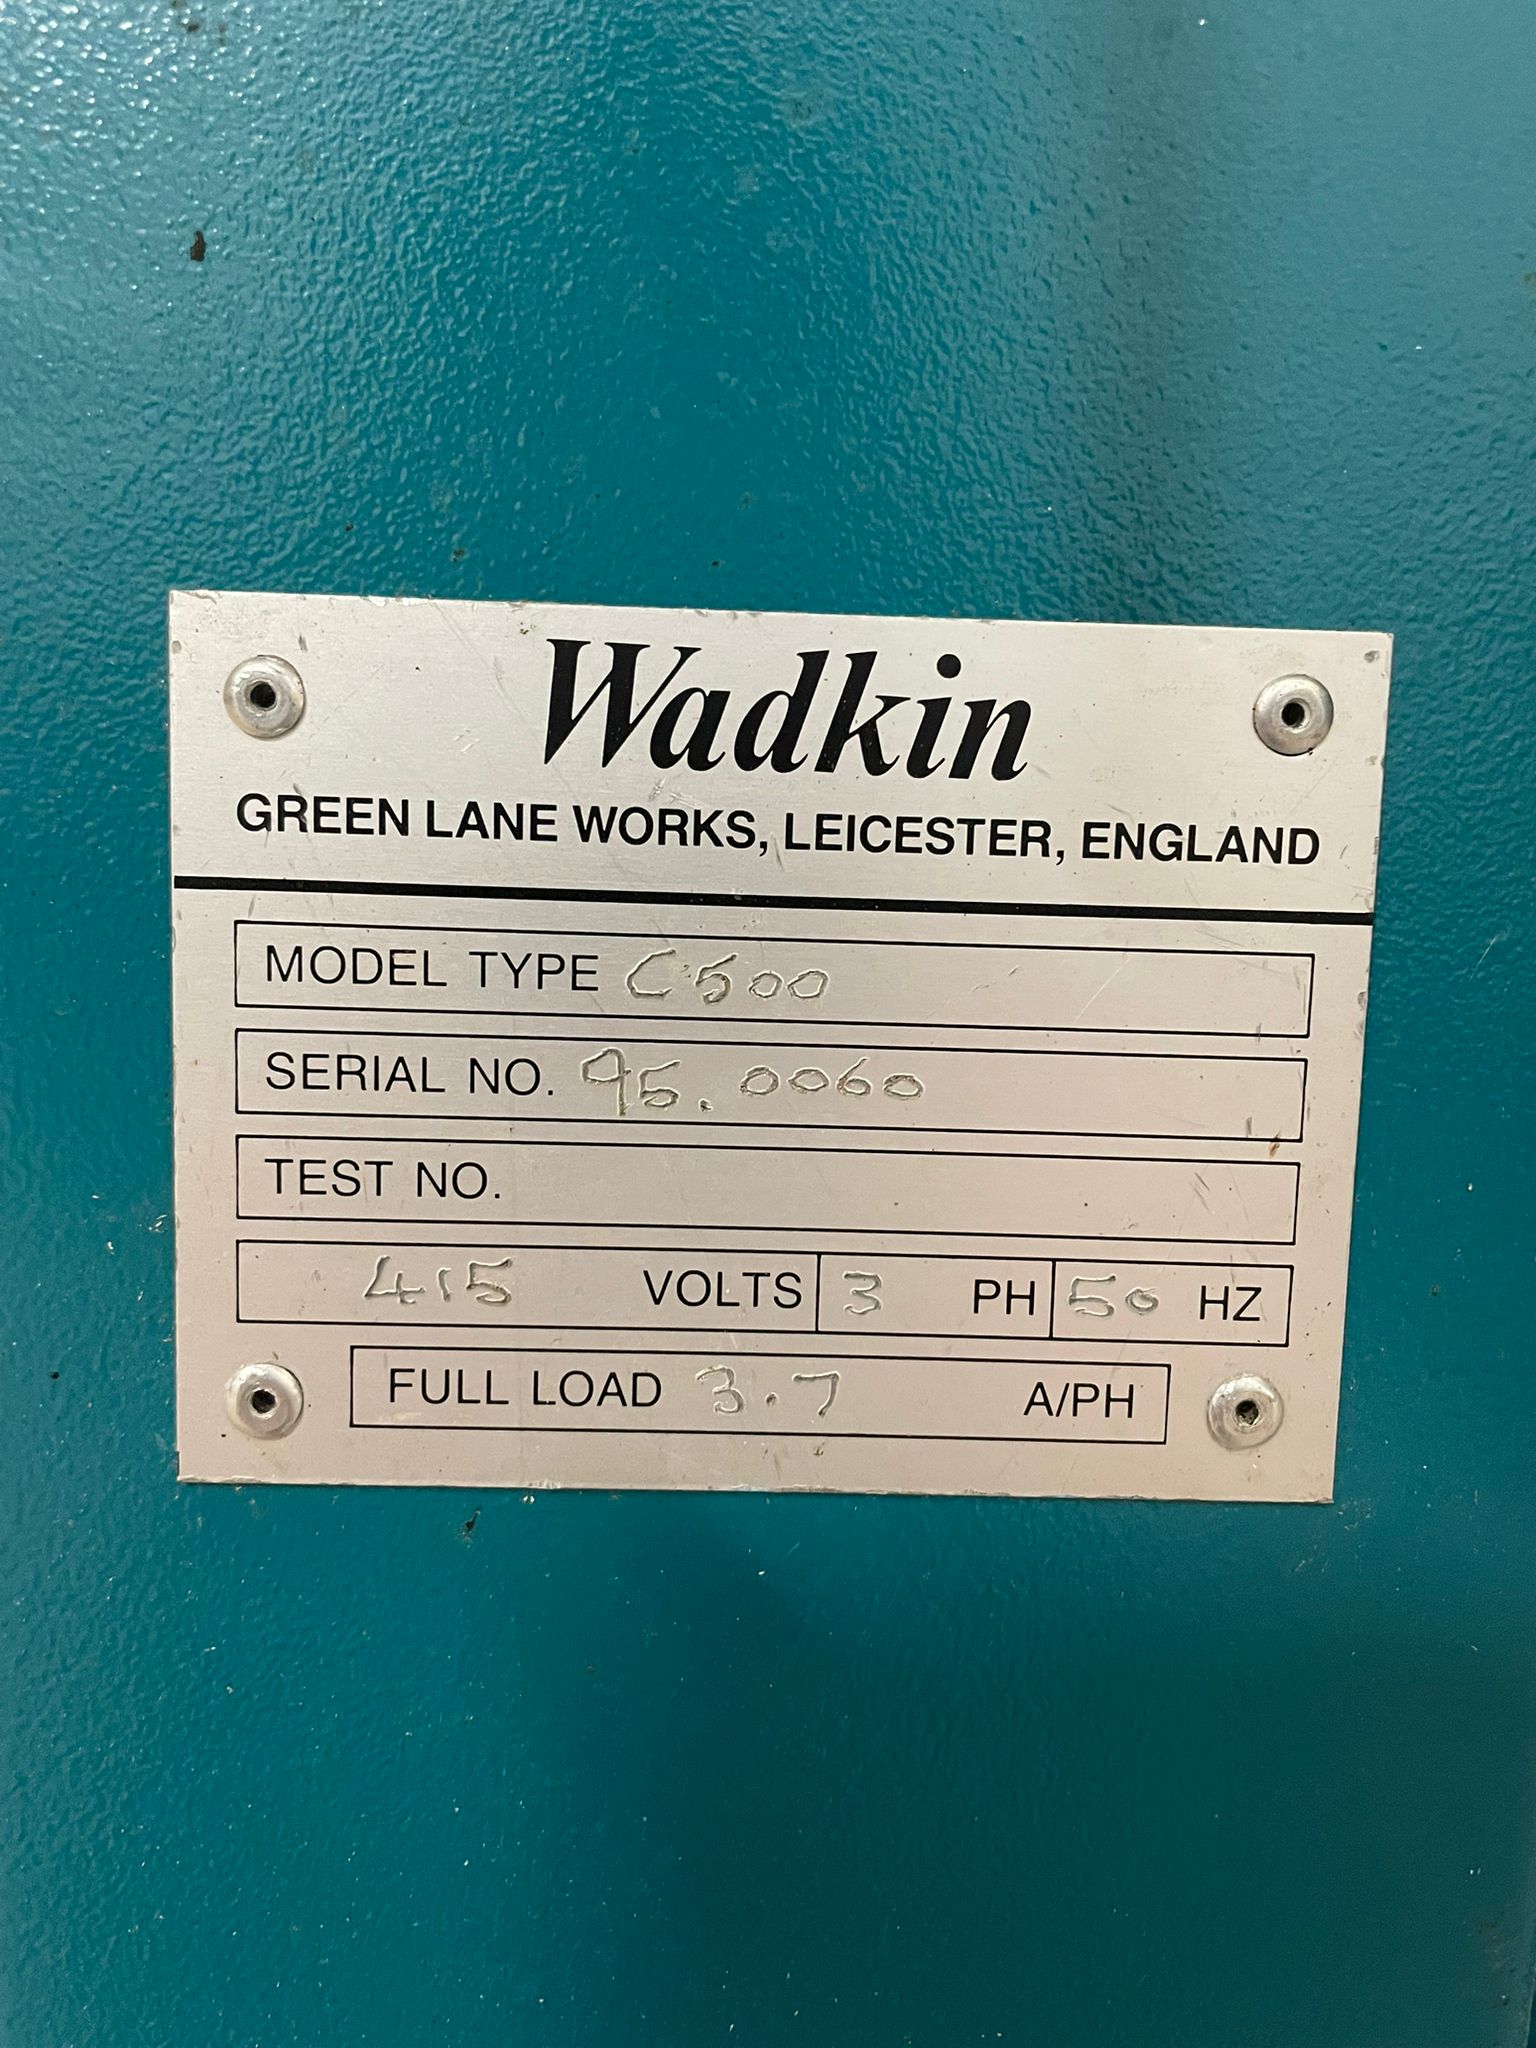 Wadkin
GREEN LANE WORKS, LEICESTER, ENGLAND
MODEL TYPE C500
SERIAL NO. 95.0060
TEST NO.
415 VOLTS 3 PH 50 HZ
FULL LOAD 3.7 A/PH